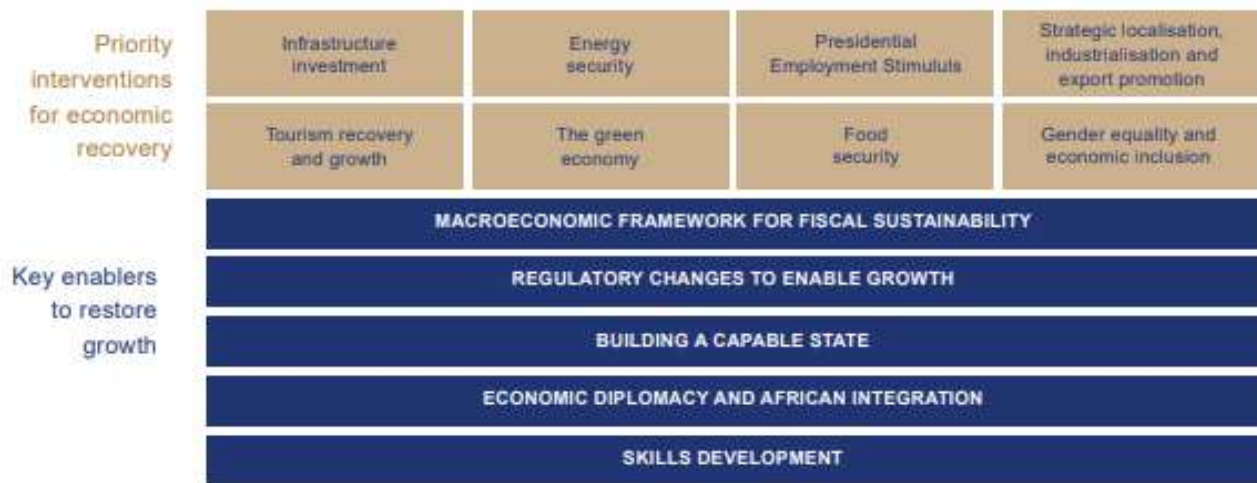 Priority
interventions
for economic
recovery
Infrastructure
investment
Energy
security
Presidential
Employment Stimululs
Strategic localisation,
industrialisation and
export promotion
Tourism recovery
and growth
The green
economy
Food
security
Gender equality and
economic inclusion
Key enablers
to restore
growth
MACROECONOMIC FRAMEWORK FOR FISCAL SUSTAINABILITY
REGULATORY CHANGES TO ENABLE GROWTH
BUILDING A CAPABLE STATE
ECONOMIC DIPLOMACY AND AFRICAN INTEGRATION
SKILLS DEVELOPMENT